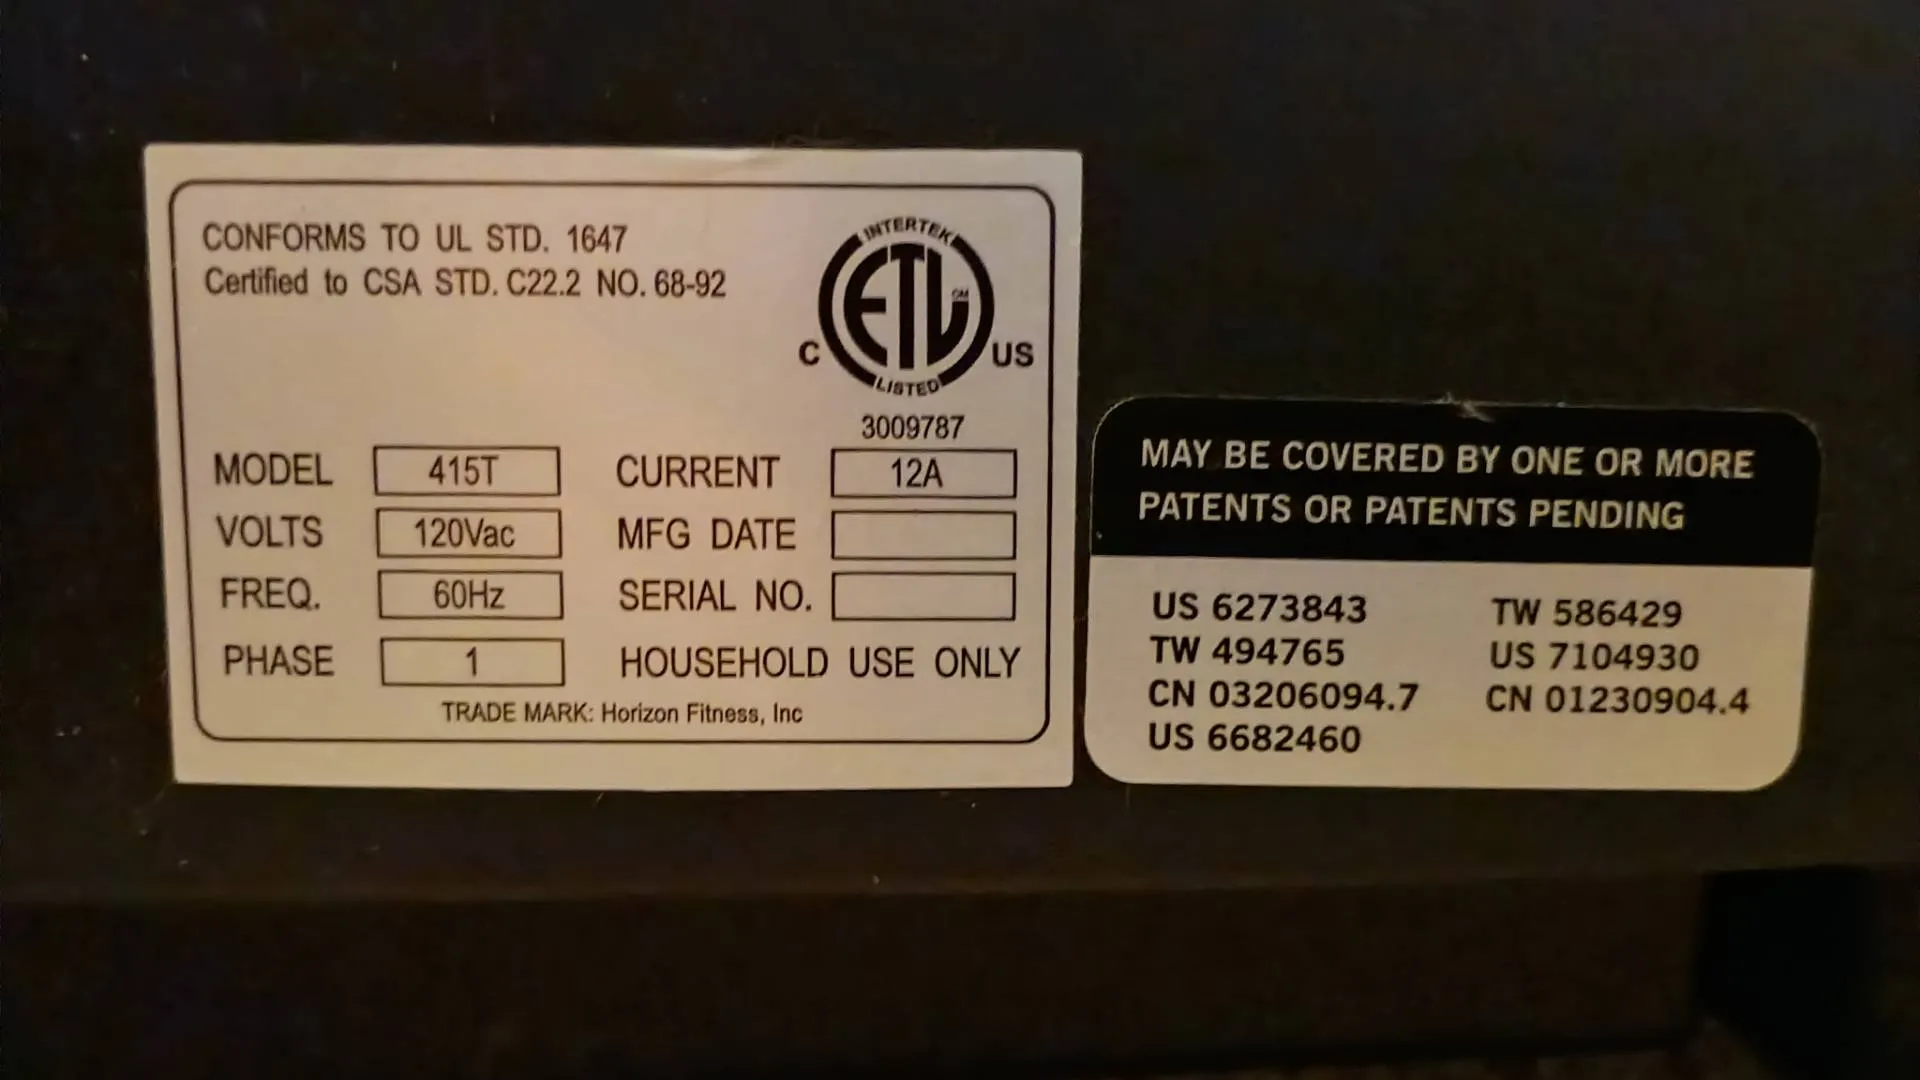 CONFORMS TO UL STD. 1647
Certified to CSA STD. C22.2 NO. 68-92
INTERTEK
ETL CM
C US
LISTED
3009787
MODEL 415T CURRENT 12A
VOLTS 120Vac MFG DATE
FREQ. 60Hz SERIAL NO.
PHASE 1 HOUSEHOLD USE ONLY
TRADE MARK: Horizon Fitness, Inc
MAY BE COVERED BY ONE OR MORE
PATENTS OR PATENTS PENDING
US 6273843 TW 586429
TW 494765 US 7104930
CN 03206094.7 CN 01230904.4
US 6682460